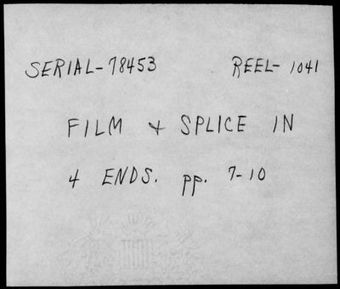 SERIAL-78453 REEL-1041
FILM & SPLICE IN
4 ENDS. pp. 7-10